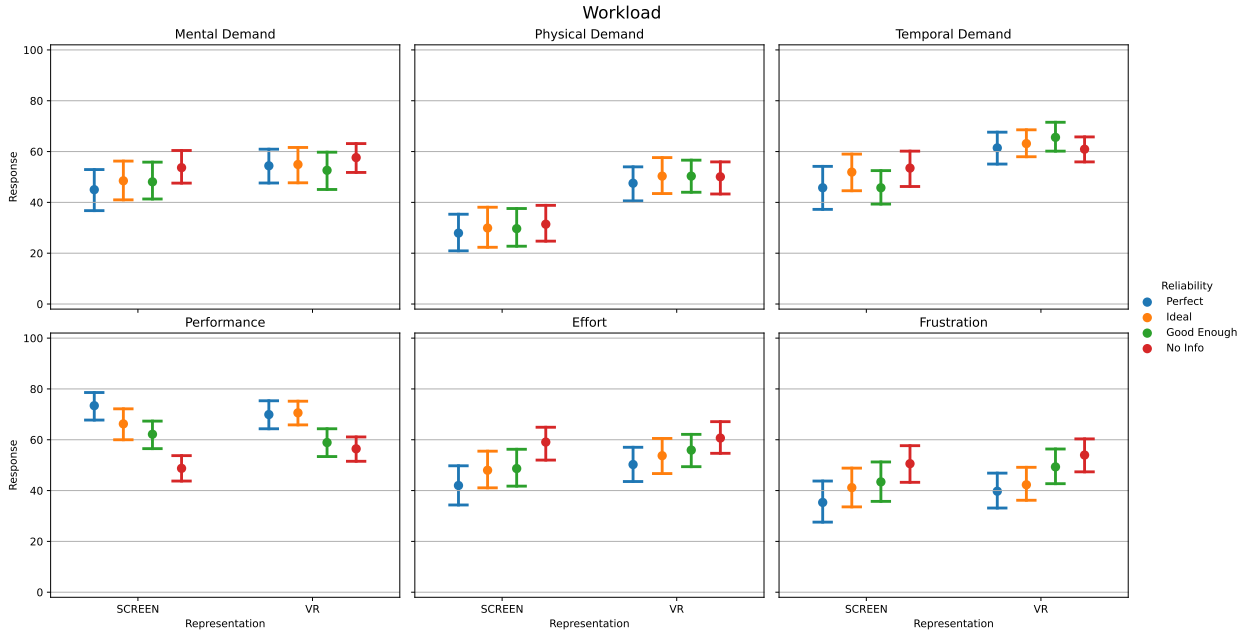 Workload
Mental Demand
Physical Demand
Temporal Demand
100
80
60
40
20
0
Response
Performance
Effort
Frustration
100
80
60
40
20
0
Response
SCREEN
VR
Representation
SCREEN
VR
Representation
SCREEN
VR
Representation
Reliability
Perfect
Ideal
Good Enough
No Info